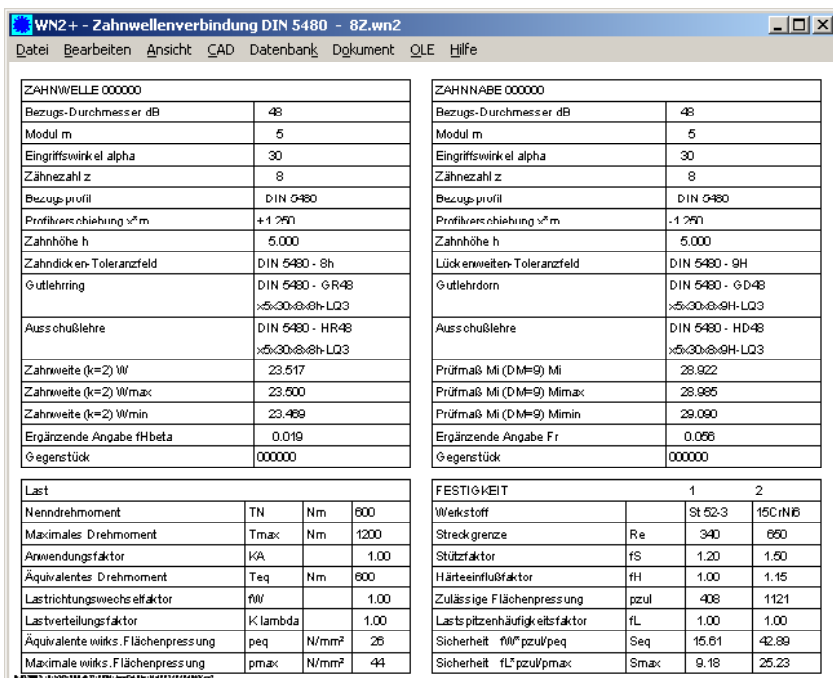 WN2+ - Zahnwellenverbindung DIN 5480 - 8Z.wn2
Datei Bearbeiten Ansicht CAD Datenbank Dokument OLE Hilfe
ZAHNWELLE 000000
Bezugs-Durchmesser dB 48
Modul m 5
Eingriffswinkel alpha 30
Zähnezahl z 8
Bezugsprofil DIN 5480
Profilverschiebung x*m +1.250
Zahnhöhe h 5.000
Zahndicken-Toleranzfeld DIN 5480 - 8h
Gutlehrring DIN 5480 - GR48
x5x30x8x8h-LQ3
Ausschußlehre DIN 5480 - HR48
x5x30x8x8h-LQ3
Zahnweite (k=2) W 23.517
Zahnweite (k=2) Wmax 23.500
Zahnweite (k=2) Wmin 23.469
Ergänzende Angabe fHbeta 0.019
Gegenstück 000000
ZAHNNABE 000000
Bezugs-Durchmesser dB 48
Modul m 5
Eingriffswinkel alpha 30
Zähnezahl z 8
Bezugsprofil DIN 5480
Profilverschiebung x*m -1.250
Zahnhöhe h 5.000
Lückenweiten-Toleranzfeld DIN 5480 - 9H
Gutlehrdorn DIN 5480 - GD48
x5x30x8x9H-LQ3
Ausschußlehre DIN 5480 - HD48
x5x30x8x9H-LQ3
Prüfmaß Mi (DM=9) Mi 28.922
Prüfmaß Mi (DM=9) Mimax 28.985
Prüfmaß Mi (DM=9) Mimin 29.090
Ergänzende Angabe Fr 0.056
Gegenstück 000000
Last
Nenndrehmoment TN Nm 600
Maximales Drehmoment Tmax Nm 1200
Anwendungsfaktor KA 1.00
Äquivalentes Drehmoment Teq Nm 600
Lastrichtungswechselfaktor fW 1.00
Lastverteilungsfaktor K lambda 1.00
Äquivalente wirks.Flächenpressung peq N/mm² 26
Maximale wirks.Flächenpressung pmax N/mm² 44
FESTIGKEIT 1 2
Werkstoff St 52-3 15CrNi6
Streckgrenze Re 340 650
Stützfaktor fS 1.20 1.50
Härteeinflußfaktor fH 1.00 1.15
Zulässige Flächenpressung pzul 408 1121
Lastspitzenhäufigkeitsfaktor fL 1.00 1.00
Sicherheit fW*pzul/peq Seq 15.61 42.89
Sicherheit fL*pzul/pmax Smax 9.18 25.23